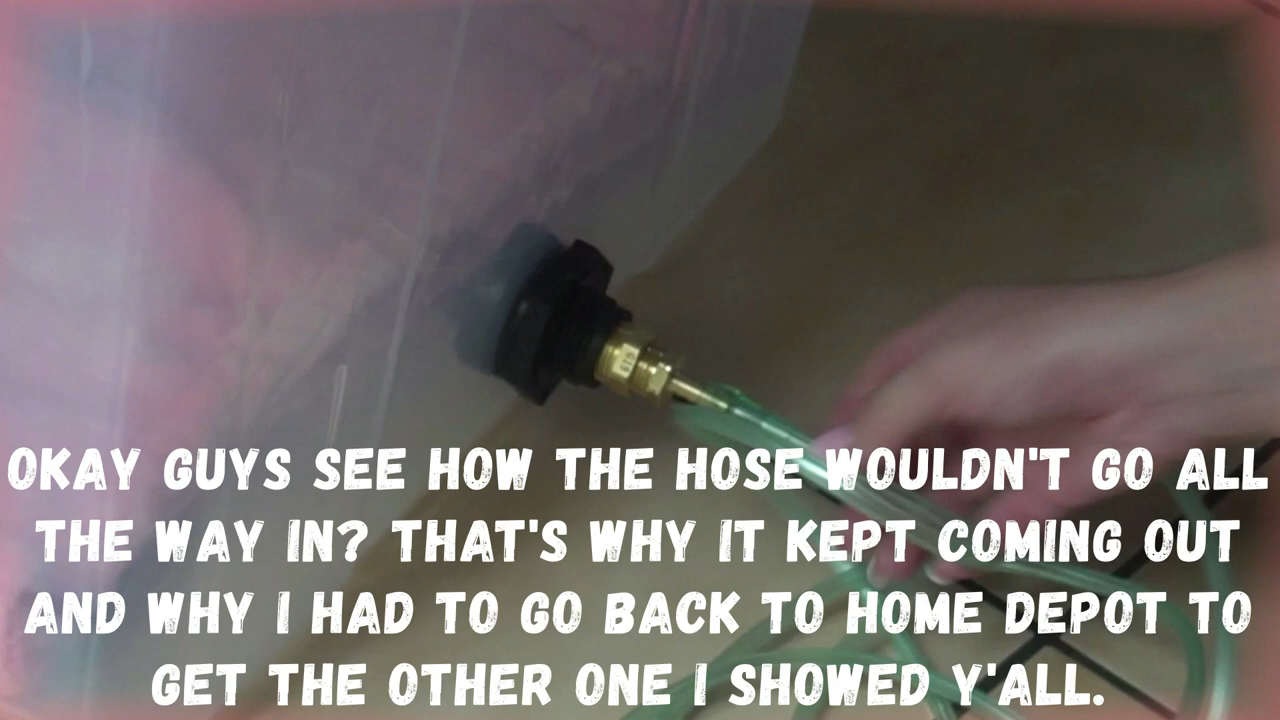 OKAY GUYS SEE HOW THE HOSE WOULDN'T GO ALL
THE WAY IN? THAT'S WHY IT KEPT COMING OUT
AND WHY I HAD TO GO BACK TO HOME DEPOT TO
GET THE OTHER ONE I SHOWED Y'ALL.